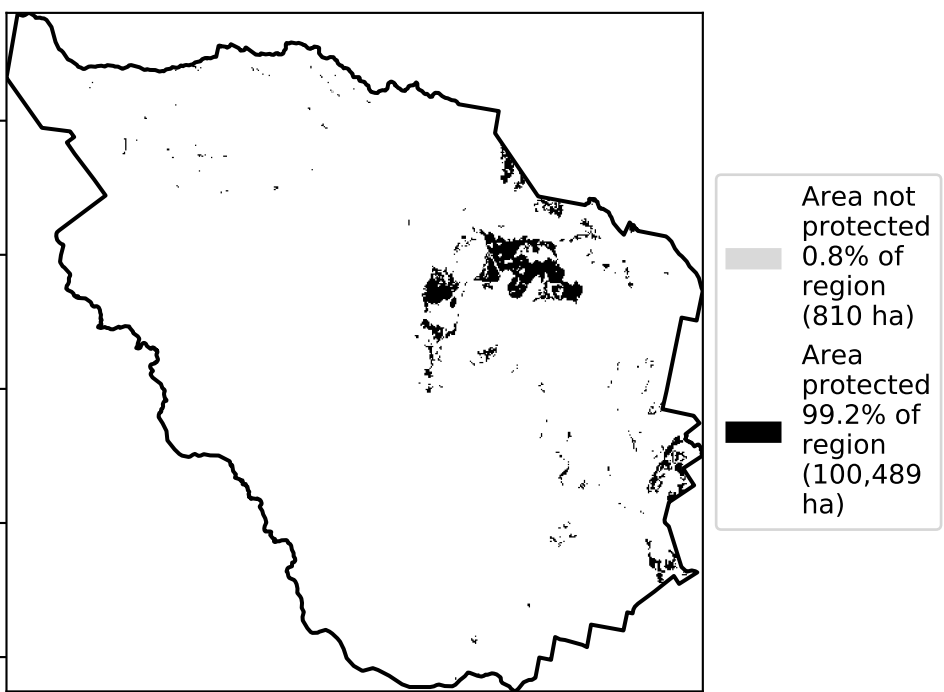 Area not
protected
0.8% of
region
(810 ha)
Area
protected
99.2% of
region
(100,489
ha)